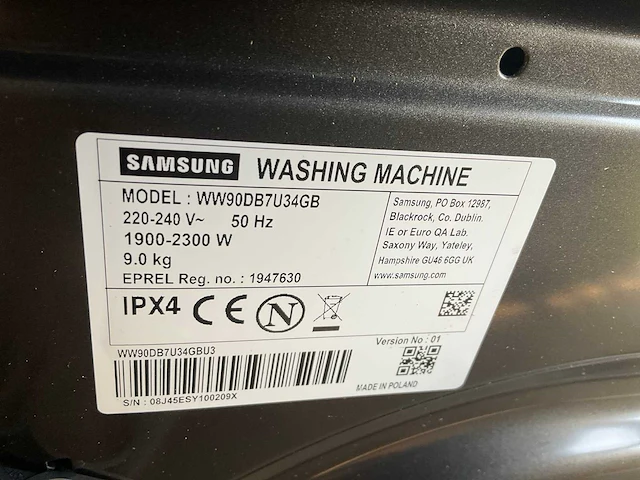 SAMSUNG WASHING MACHINE
MODEL : WW90DB7U34GB
220-240 V~ 50 Hz
1900-2300 W
9.0 kg
EPREL Reg. no. : 1947630
Samsung, PO Box 12987,
Blackrock, Co. Dublin.
IE or Euro QA Lab.
Saxony Way, Yateley,
Hampshire GU46 6GG UK
www.samsung.com
IPX4 CE N
Version No : 01
WW90DB7U34GBU3
S/N : 08J45ESY100209X
MADE IN POLAND